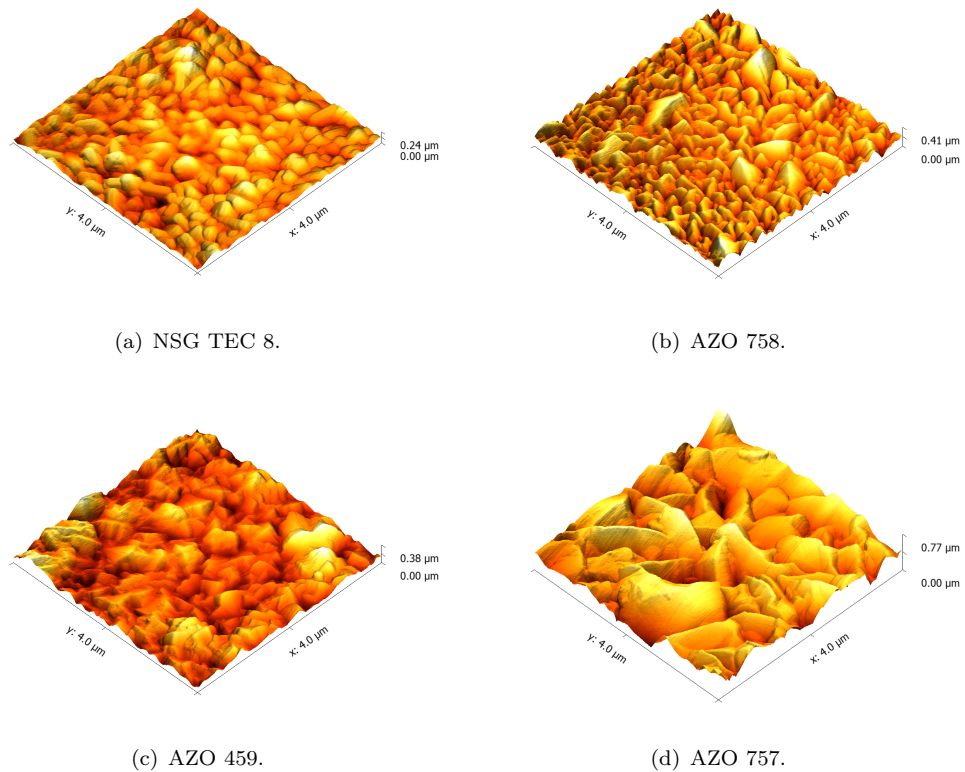 0.24 µm
0.00 µm
y: 4.0 µm
x: 4.0 µm
(a) NSG TEC 8.
0.41 µm
0.00 µm
y: 4.0 µm
x: 4.0 µm
(b) AZO 758.
0.38 µm
0.00 µm
y: 4.0 µm
x: 4.0 µm
(c) AZO 459.
0.77 µm
0.00 µm
y: 4.0 µm
x: 4.0 µm
(d) AZO 757.